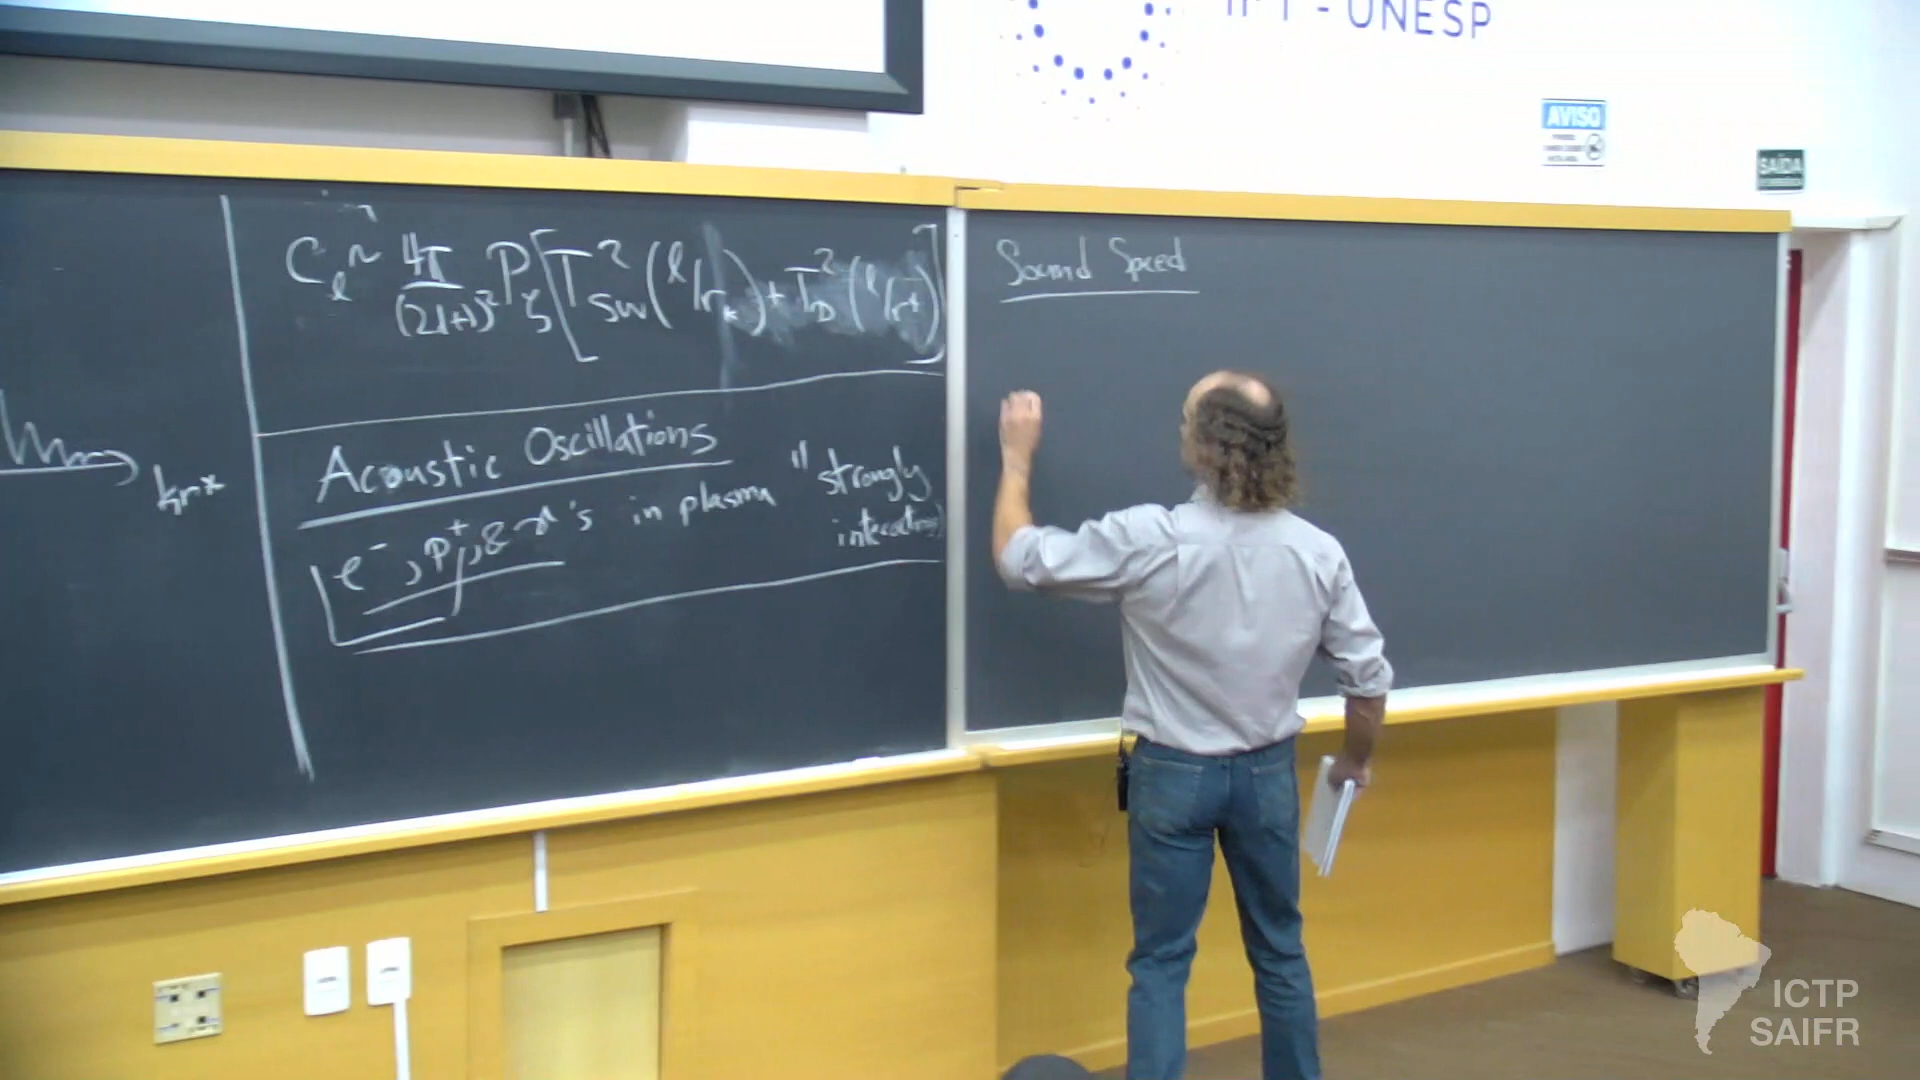 IFT - UNESP
AVISO
SAÍDA
C_ℓ ~ 4π/(2ℓ+1)² P_ζ [T²_SW (ℓ/r_*) + T²_D (ℓ/r*)]
kr*
Acoustic Oscillations
e⁻, p⁺, & γ's in plasma "strongly
interacting
Sound Speed
ICTP
SAIFR